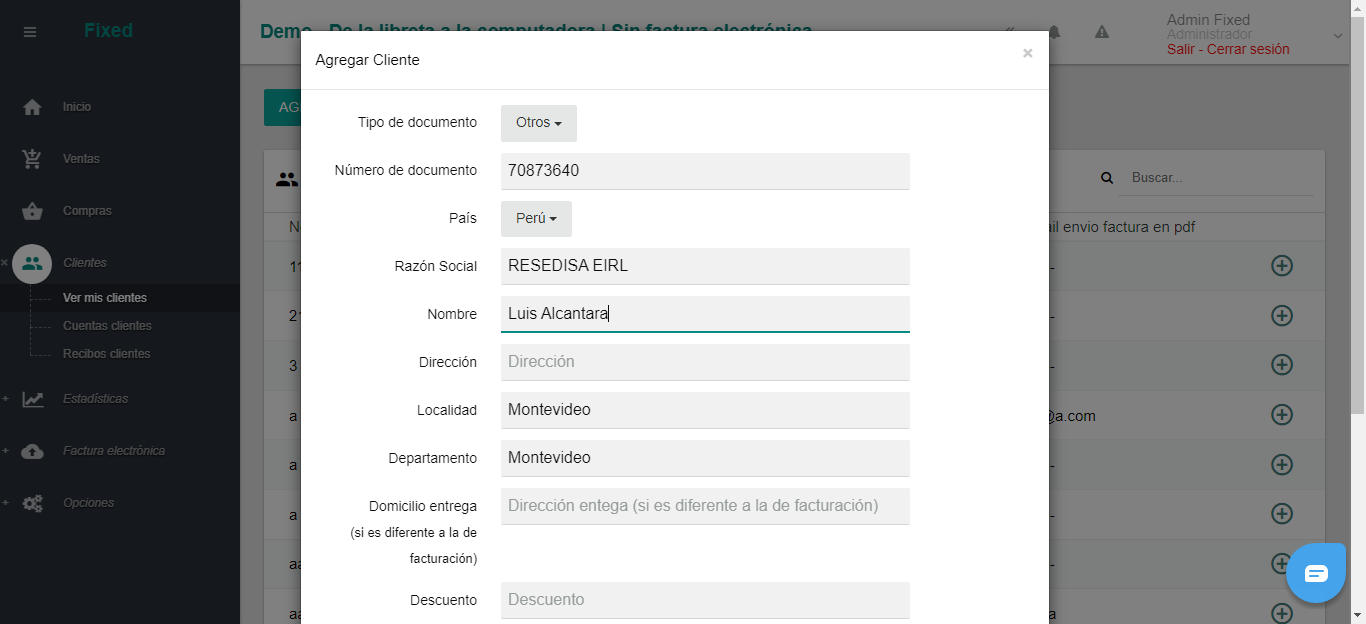 Fixed
Demo - De la libreta a la computadora | Sin factura electrónica
Admin Fixed
Administrador
Salir - Cerrar sesión
Inicio
Ventas
Compras
Clientes
Ver mis clientes
Cuentas clientes
Recibos clientes
Estadísticas
Factura electrónica
Opciones
AG
Agregar Cliente
×
Tipo de documento
Otros
Número de documento
70873640
País
Perú
Razón Social
RESEDISA EIRL
Nombre
Luis Alcantara
Dirección
Dirección
Localidad
Montevideo
Departamento
Montevideo
Domicilio entrega
(si es diferente a la de
facturación)
Dirección entega (si es diferente a la de facturación)
Descuento
Descuento
Buscar...
N
ail envio factura en pdf
11
-
21
-
3
-
a
@a.com
a
-
a
-
aa
-
aa
a